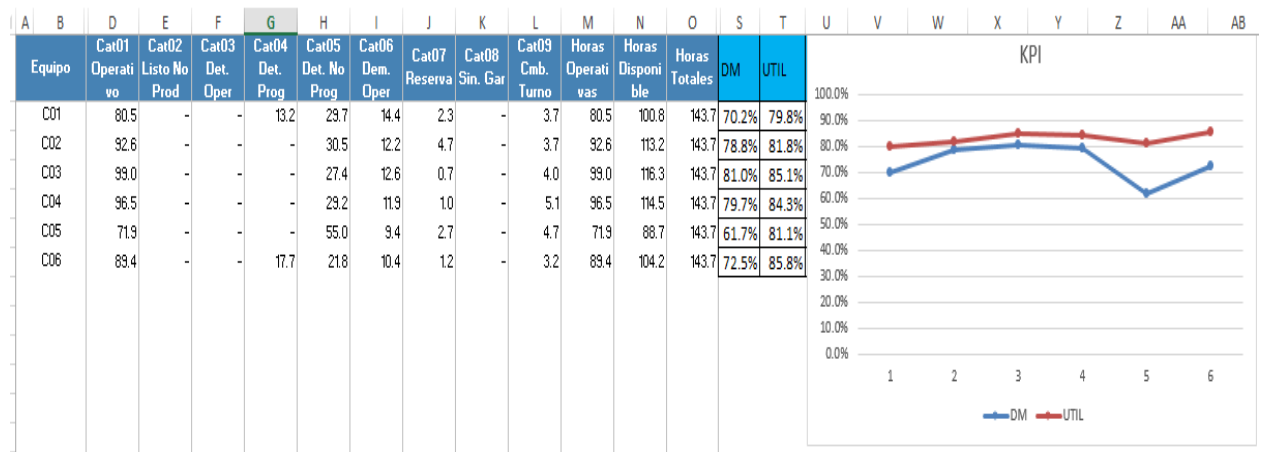 A B D E F G H I J K L M N O S T U V W X Y Z AA AB
Equipo Cat01 Operati vo Cat02 Listo No Prod Cat03 Det. Oper Cat04 Det. Prog Cat05 Det. No Prog Cat06 Dem. Oper Cat07 Reserva Cat08 Sin. Gar Cat09 Cmb. Turno Horas Operati vas Horas Disponi ble Horas Totales DM UTIL
C01 80.5 - - 13.2 29.7 14.4 2.3 - 3.7 80.5 100.8 143.7 70.2% 79.8%
C02 92.6 - - - 30.5 12.2 4.7 - 3.7 92.6 113.2 143.7 78.8% 81.8%
C03 99.0 - - - 27.4 12.6 0.7 - 4.0 99.0 116.3 143.7 81.0% 85.1%
C04 96.5 - - - 29.2 11.9 1.0 - 5.1 96.5 114.5 143.7 79.7% 84.3%
C05 71.9 - - - 55.0 9.4 2.7 - 4.7 71.9 88.7 143.7 61.7% 81.1%
C06 89.4 - - 17.7 21.8 10.4 1.2 - 3.2 89.4 104.2 143.7 72.5% 85.8%
KPI
100.0%
90.0%
80.0%
70.0%
60.0%
50.0%
40.0%
30.0%
20.0%
10.0%
0.0%
1 2 3 4 5 6
DM UTIL